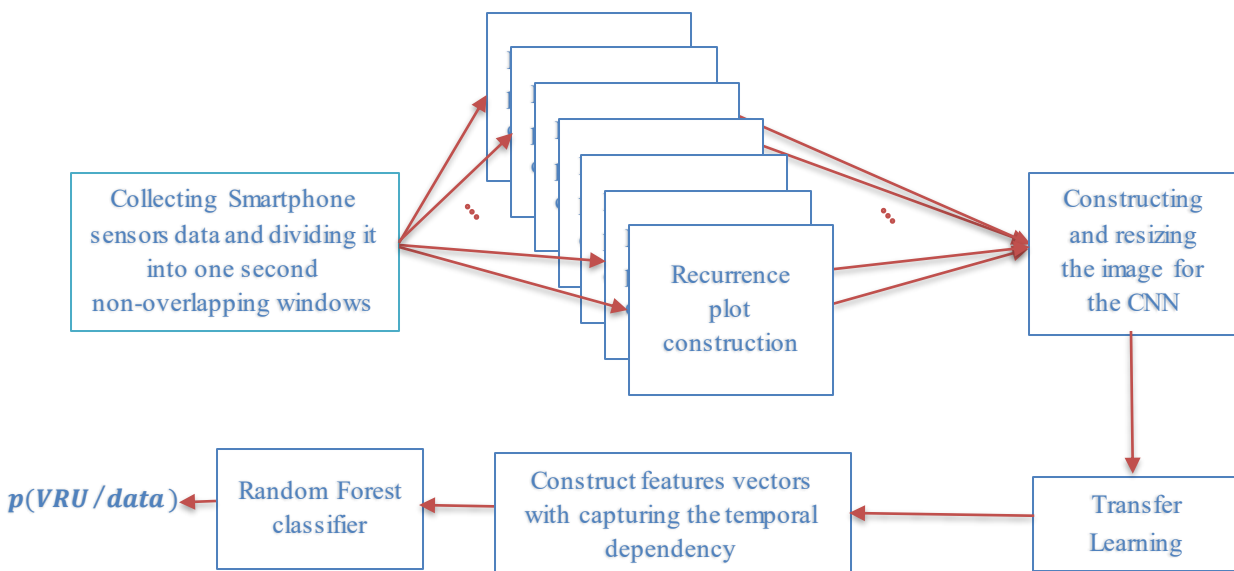 Collecting Smartphone
sensors data and dividing it
into one second
non-overlapping windows
Recurrence
plot
construction
Constructing
and resizing
the image for
the CNN
Transfer
Learning
Construct features vectors
with capturing the temporal
dependency
Random Forest
classifier
p(VRU/data)